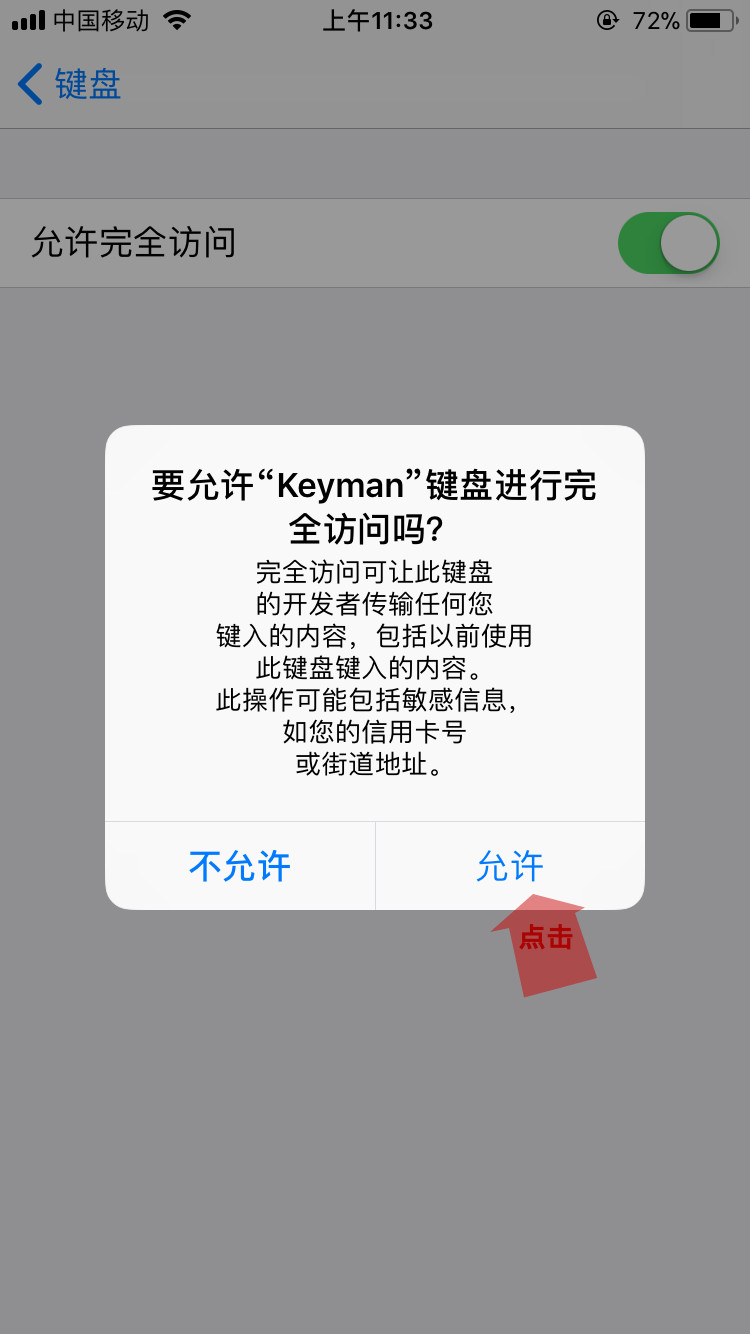 中国移动 上午11:33 72%
键盘
允许完全访问
要允许“Keyman”键盘进行完
全访问吗?
完全访问可让此键盘
的开发者传输任何您
键入的内容，包括以前使用
此键盘键入的内容。
此操作可能包括敏感信息，
如您的信用卡号
或街道地址。
不允许 允许
点击